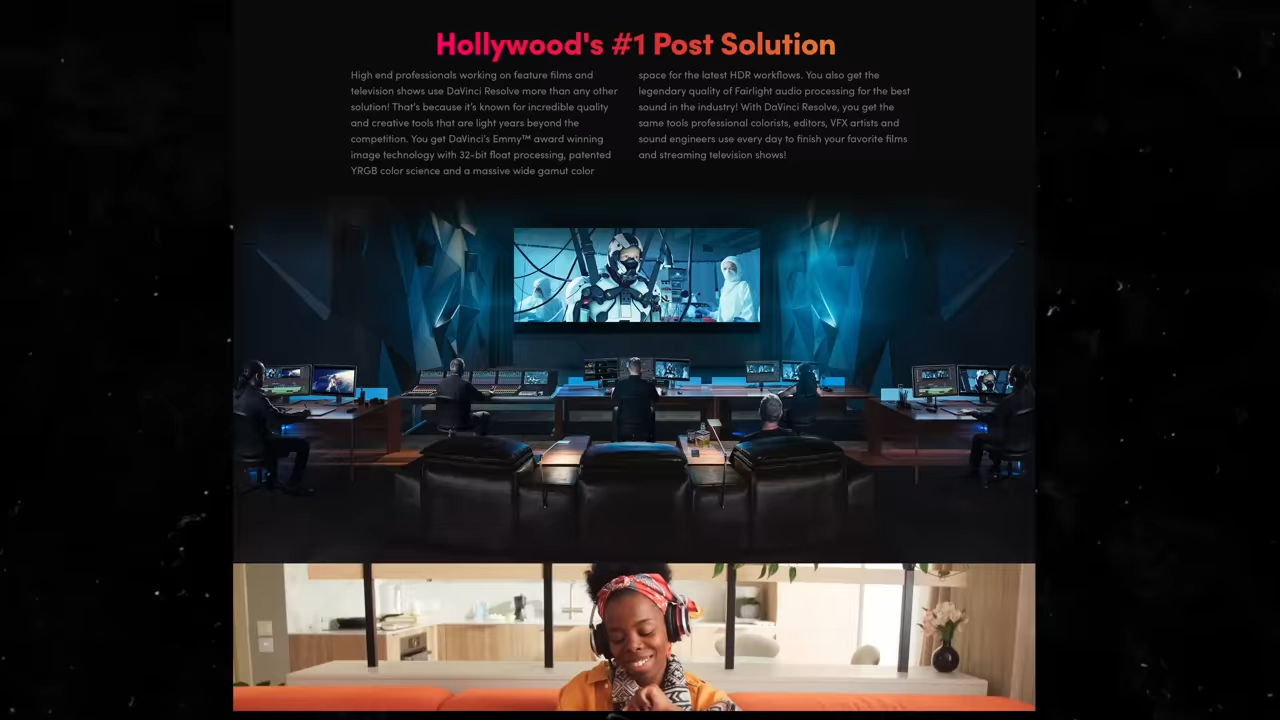 Hollywood's #1 Post Solution
High end professionals working on feature films and
television shows use DaVinci Resolve more than any other
solution! That's because it's known for incredible quality
and creative tools that are light years beyond the
competition. You get DaVinci's Emmy™ award winning
image technology with 32-bit float processing, patented
YRGB color science and a massive wide gamut color
space for the latest HDR workflows. You also get the
legendary quality of Fairlight audio processing for the best
sound in the industry! With DaVinci Resolve, you get the
same tools professional colorists, editors, VFX artists and
sound engineers use every day to finish your favorite films
and streaming television shows!